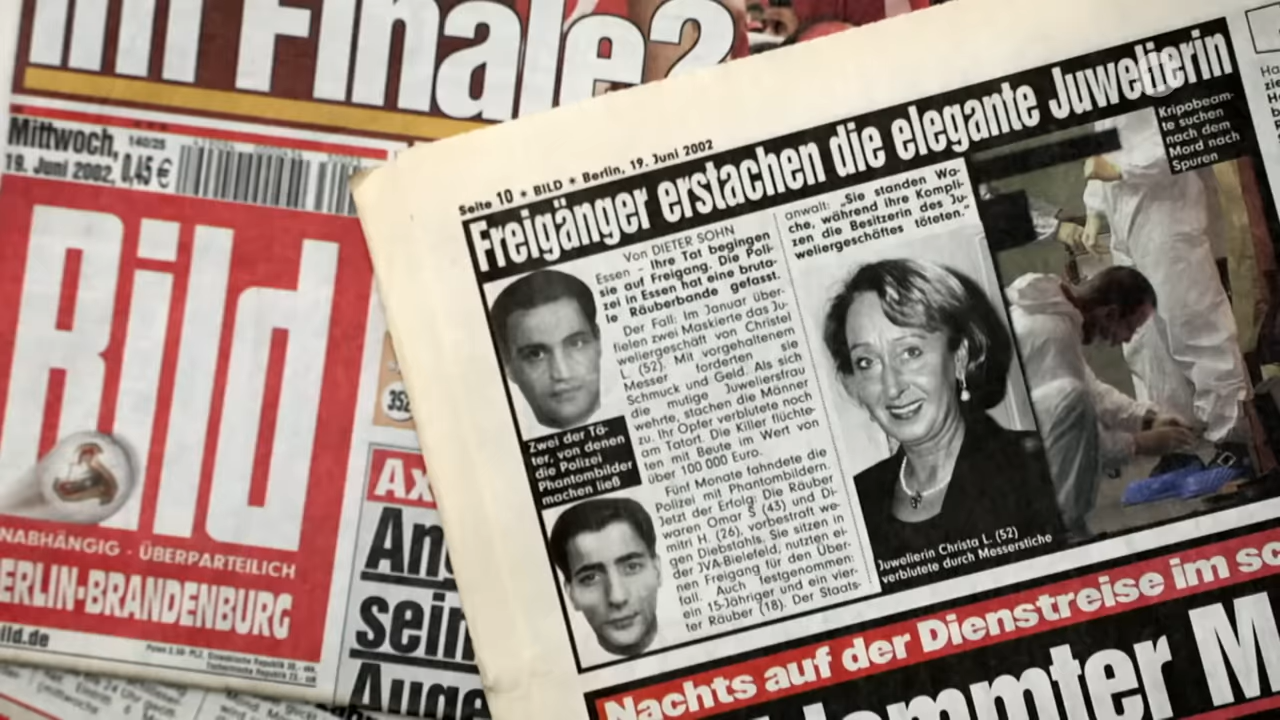 im Finale?
Mittwoch,
19. Juni 2002, 0,45 €
Bild
NABHÄNGIG · ÜBERPARTEILICH
ERLIN-BRANDENBURG
ild.de
352
Ax
An
sein
Auge
Seite 10 * BILD * Berlin, 19. Juni 2002
Freigänger erstachen die elegante Juwelierin
Von DIETER SOHN
Essen – Ihre Tat begingen
sie auf Freigang. Die Poli-
zei in Essen hat eine bruta-
le Räuberbande gefasst.
Der Fall: Im Januar über-
fielen zwei Maskierte das Ju-
weliergeschäft von Christel
L. (52). Mit vorgehaltenem
Messer forderten sie
Schmuck und Geld. Als sich
die mutige Juweliersfrau
wehrte, stachen die Männer
zu. Ihr Opfer verblutete noch
am Tatort. Die Killer flüchte-
ten mit Beute im Wert von
über 100 000 Euro.
Fünf Monate fahndete die
Polizei mit Phantombildern.
Jetzt der Erfolg: Die Räuber
waren Omar S (43) und Di-
mitri H. (26), vorbestraft we-
gen Diebstahls. Sie sitzen in
der JVA-Bielefeld, nutzten ei-
nen Freigang für den Über-
fall. Auch festgenommen:
ein 15-Jähriger und ein vier-
ter Räuber (18). Der Staats-
anwalt: „Sie standen Wa-
che, während ihre Kompli-
zen die Besitzerin des Ju-
weliergeschäftes töteten."
Zwei der Tä-
ter, von denen
die Polizei
Phantombilder
machen ließ
Juwelierin Christa L. (52)
verblutete durch Messerstiche
Kripobeam-
te suchen
nach dem
Mord nach
Spuren
Nachts auf der Dienstreise im sc
mmter M